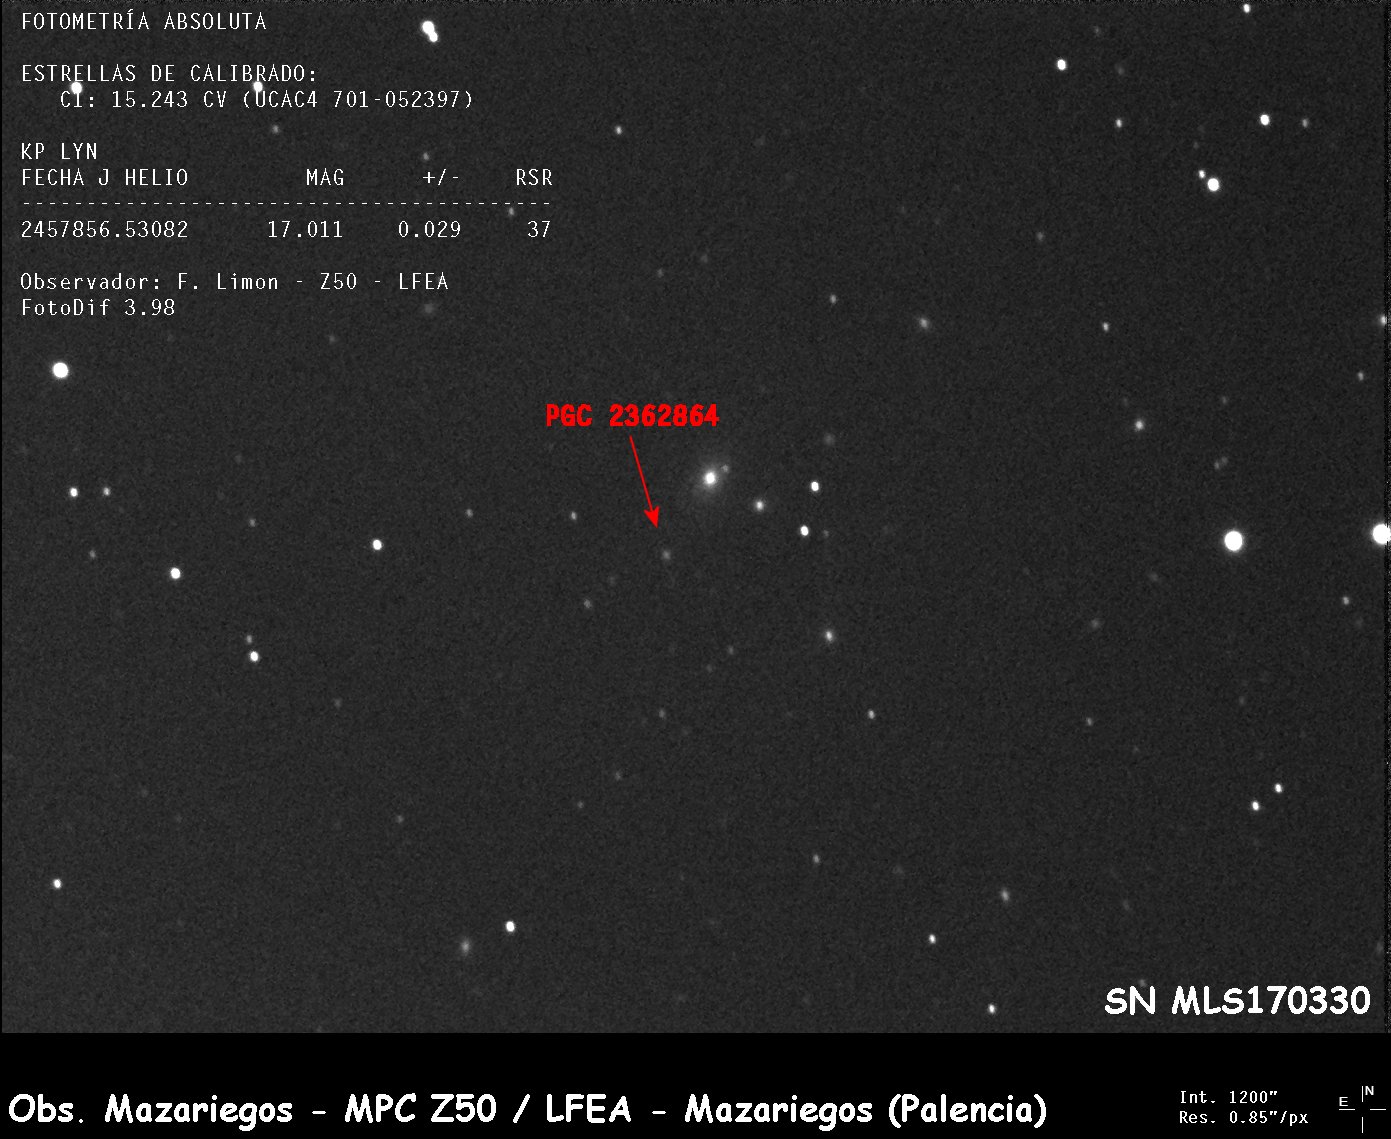 FOTOMETRÍA ABSOLUTA
ESTRELLAS DE CALIBRADO:
CI: 15.243 CV (UCAC4 701-052397)
KP LYN
FECHA J HELIO MAG +/- RSR
-----------------------------------------
2457856.53082 17.011 0.029 37
Observador: F. Limon - Z50 - LFEA
FotoDif 3.98
PGC 2362864
SN MLS170330
Obs. Mazariegos - MPC Z50 / LFEA - Mazariegos (Palencia)
Int. 1200"
Res. 0.85"/px
N
E